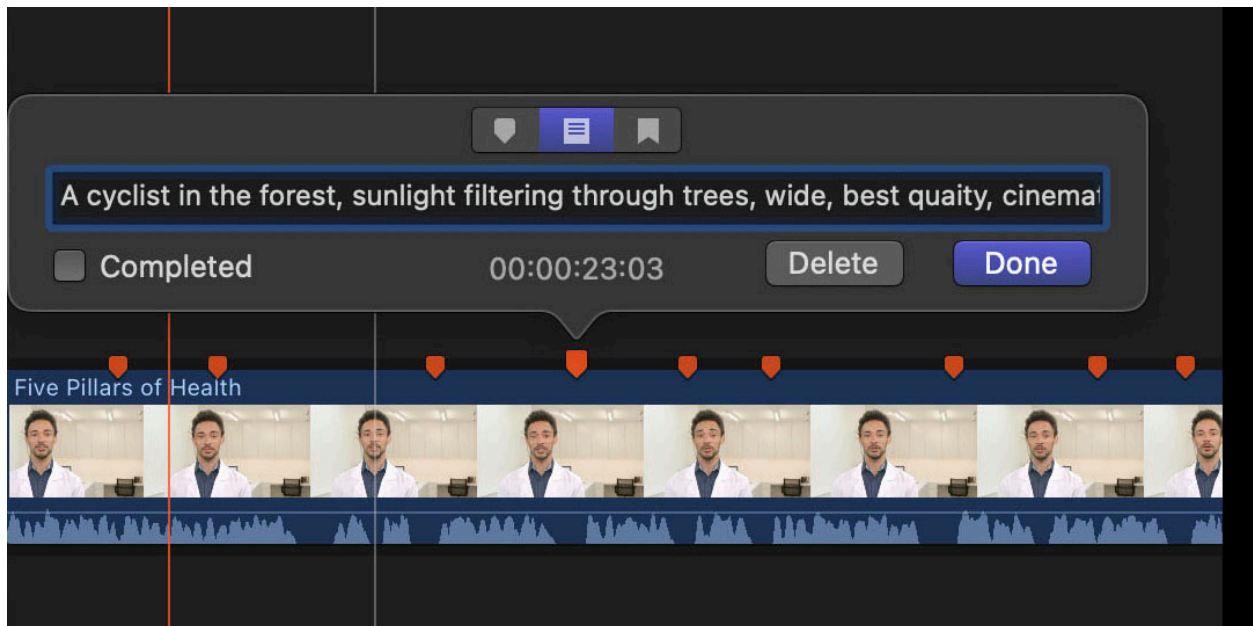 A cyclist in the forest, sunlight filtering through trees, wide, best quaity, cinemat
Completed
00:00:23:03
Delete
Done
Five Pillars of Health